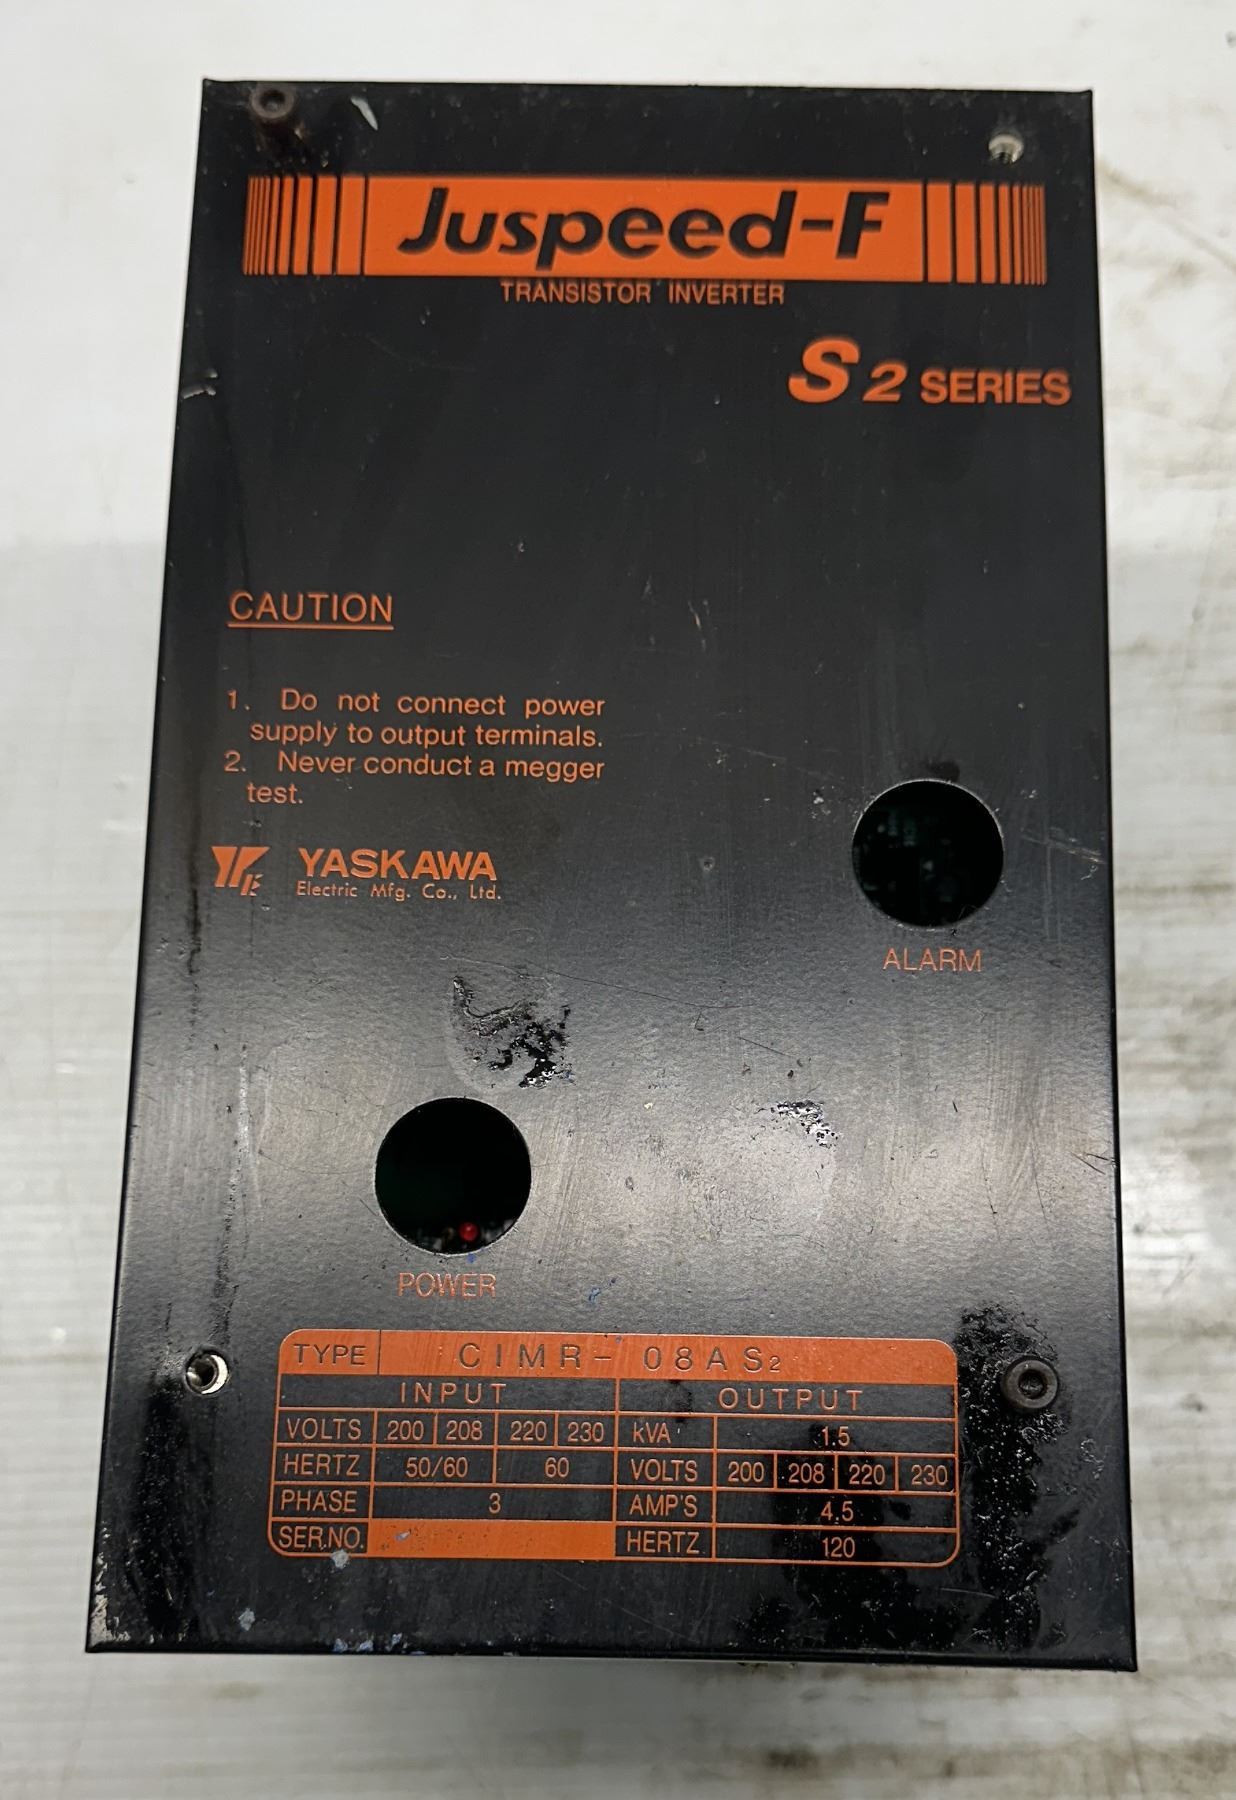 Juspeed-F
TRANSISTOR INVERTER
S2 SERIES
CAUTION
1. Do not connect power
supply to output terminals.
2. Never conduct a megger
test.
YASKAWA
Electric Mfg. Co., Ltd.
ALARM
POWER
TYPE CIMR-08AS2
INPUT OUTPUT
VOLTS 200 208 220 230 kVA 1.5
HERTZ 50/60 60 VOLTS 200 208 220 230
PHASE 3 AMP'S 4.5
SER.NO. HERTZ 120